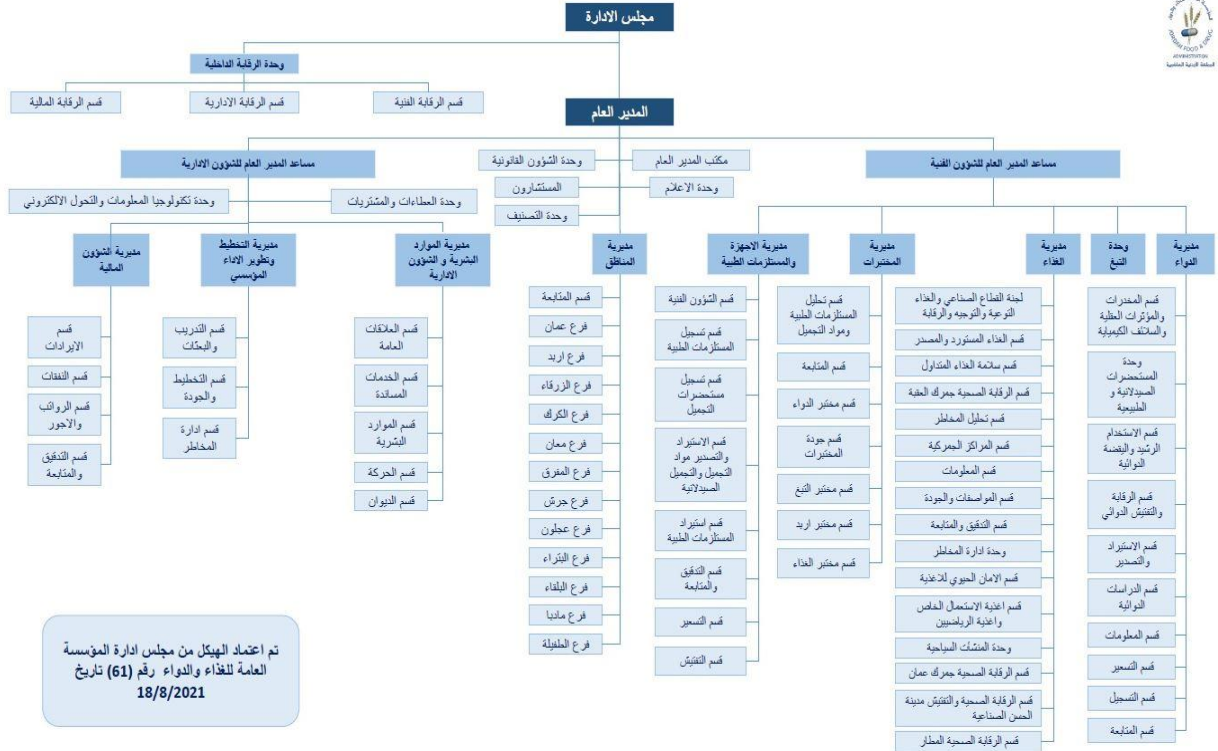 مجلس الادارة
JORDAN FOOD & DRUG
ADMINISTRATION
المملكة الأردنية الهاشمية
وحدة الرقابة الداخلية
قسم الرقابة الفنية
قسم الرقابة الادارية
قسم الرقابة المالية
المدير العام
مكتب المدير العام
وحدة الشؤون القانونية
وحدة الاعلام
المستشارون
وحدة التصنيف
مساعد المدير العام للشؤون الفنية
مساعد المدير العام للشؤون الادارية
وحدة العطاءات والمشتريات
وحدة تكنولوجيا المعلومات والتحول الالكتروني
مديرية
الدواء
قسم المخدرات
والمؤثرات العقلية
والسلائف الكيميايية
وحدة
المستحضرات
الصيدلانية و
الطبيعية
قسم الاستخدام
الرشيد واليقضة
الدوائية
قسم الرقابة
والتفتيش الدوائي
قسم الاستيراد
والتصدير
قسم الدراسات
الدوائية
قسم المعلومات
قسم التسعير
قسم التسجيل
قسم المتابعة
وحدة
التبغ
مديرية
الغذاء
لجنة القطاع الصناعي والغذاء
التوعية والتوجيه والرقابة
قسم الغذاء المستورد والمصدر
قسم سلامة الغذاء المتداول
قسم الرقابة الصحية جمرك العقبة
قسم تحليل المخاطر
قسم المراكز الجمركية
قسم المعلومات
قسم المواصفات والجودة
قسم التدقيق والمتابعة
وحدة ادارة المخاطر
قسم الامان الحيوي للاغذية
قسم اغذية الاستعمال الخاص
واغذية الرياضيين
وحدة المنشآت السياحية
قسم الرقابة الصحية جمرك عمان
قسم الرقابة الصحية والتفتيش مدينة
الحسن الصناعية
قسم الرقابة الصحية المطار
مديرية
المختبرات
قسم تحليل
المستلزمات الطبية
ومواد التجميل
قسم المتابعة
قسم مختبر الدواء
قسم جودة
المختبرات
قسم مختبر التبغ
قسم مختبر اربد
قسم مختبر الغذاء
مديرية الاجهزة
والمستلزمات الطبية
قسم الشؤون الفنية
قسم تسجيل
المستلزمات الطبية
قسم تسجيل
مستحضرات
التجميل
قسم الاستيراد
والتصدير مواد
التجميل والتجميل
الصيدلانية
قسم استيراد
المستلزمات الطبية
قسم التدقيق
والمتابعة
قسم التسعير
قسم التفتيش
مديرية
المناطق
قسم المتابعة
فرع عمان
فرع اربد
فرع الزرقاء
فرع الكرك
فرع معان
فرع المفرق
فرع جرش
فرع عجلون
فرع البتراء
فرع البلقاء
فرع مادبا
فرع الطفيلة
مديرية الموارد
البشرية و الشؤون
الادارية
قسم العلاقات
العامة
قسم الخدمات
المساندة
قسم الموارد
البشرية
قسم الحركة
قسم الديوان
مديرية التخطيط
وتطوير الاداء
المؤسسي
قسم التدريب
والبعثات
قسم التخطيط
والجودة
قسم ادارة
المخاطر
مديرية الشؤون
المالية
قسم
الايرادات
قسم النفقات
قسم الرواتب
والاجور
قسم التدقيق
والمتابعة
تم اعتماد الهيكل من مجلس ادارة المؤسسة
العامة للغذاء والدواء رقم (61) تاريخ
18/8/2021